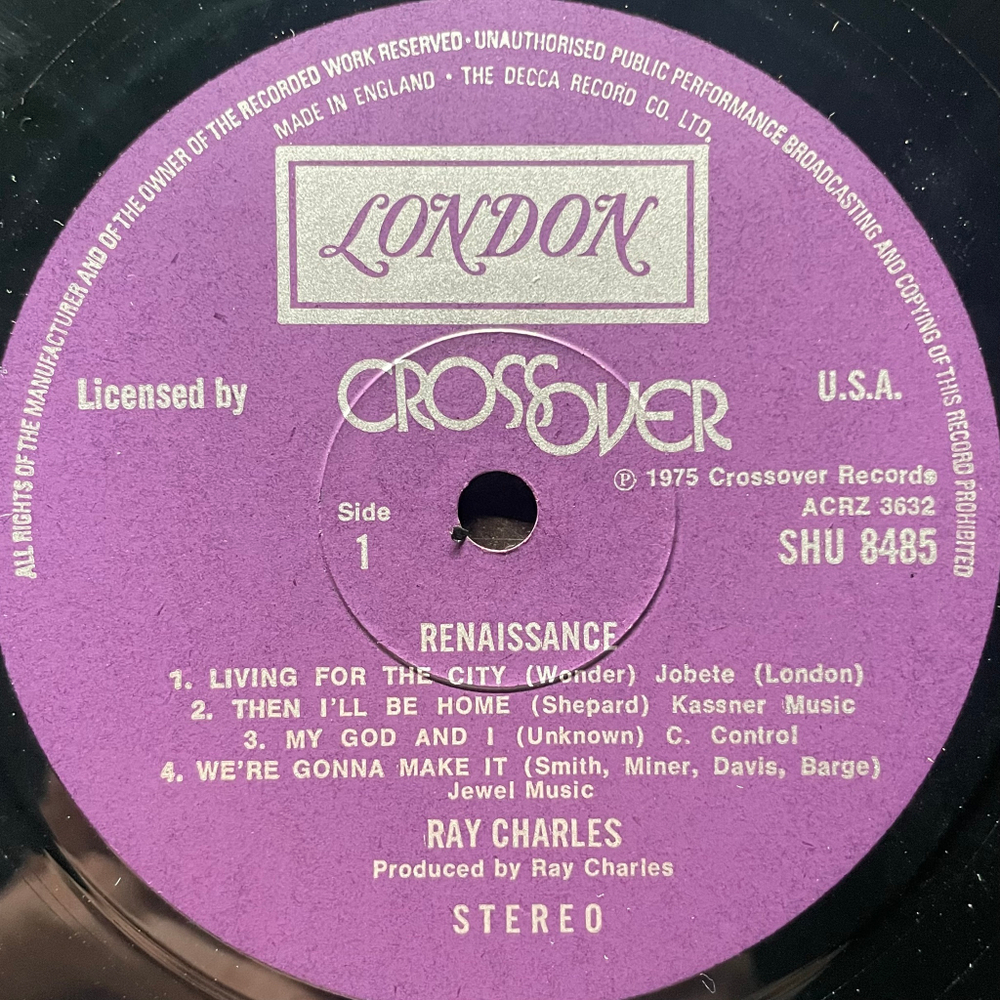 ALL RIGHTS OF THE MANUFACTURER AND OF THE OWNER OF THE RECORDED WORK RESERVED · UNAUTHORISED PUBLIC PERFORMANCE BROADCASTING AND COPYING OF THIS RECORD PROHIBITED
MADE IN ENGLAND · THE DECCA RECORD CO. LTD.
LONDON
Licensed by CROSSOVER U.S.A.
℗ 1975 Crossover Records
ACRZ 3632
Side
1
SHU 8485
RENAISSANCE
1. LIVING FOR THE CITY (Wonder) Jobete (London)
2. THEN I'LL BE HOME (Shepard) Kassner Music
3. MY GOD AND I (Unknown) C. Control
4. WE'RE GONNA MAKE IT (Smith, Miner, Davis, Barge)
Jewel Music
RAY CHARLES
Produced by Ray Charles
STEREO